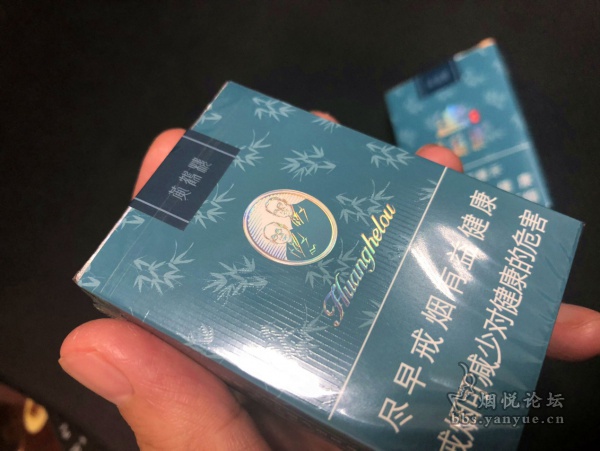 黄鹤楼
Huanghelou
尽早戒烟有益健康
戒烟可减少对健康的危害
烟悦论坛
bbs.yanyue.cn